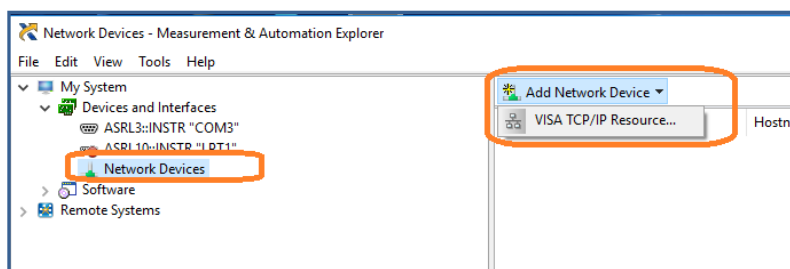 Network Devices - Measurement & Automation Explorer
File Edit View Tools Help
My System
Devices and Interfaces
ASRL3::INSTR "COM3"
ASRL10::INSTR "LPT1"
Network Devices
Software
Remote Systems
Add Network Device
VISA TCP/IP Resource...
Hostn